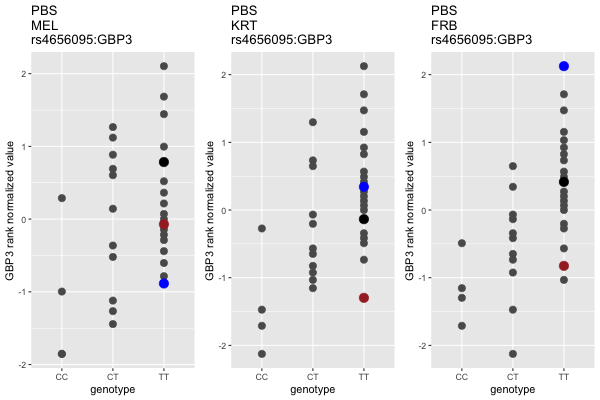 PBS
MEL
rs4656095:GBP3
GBP3 rank normalized value
2
1
0
-1
-2
CC
CT
TT
genotype
PBS
KRT
rs4656095:GBP3
GBP3 rank normalized value
2
1
0
-1
-2
CC
CT
TT
genotype
PBS
FRB
rs4656095:GBP3
GBP3 rank normalized value
2
1
0
-1
-2
CC
CT
TT
genotype